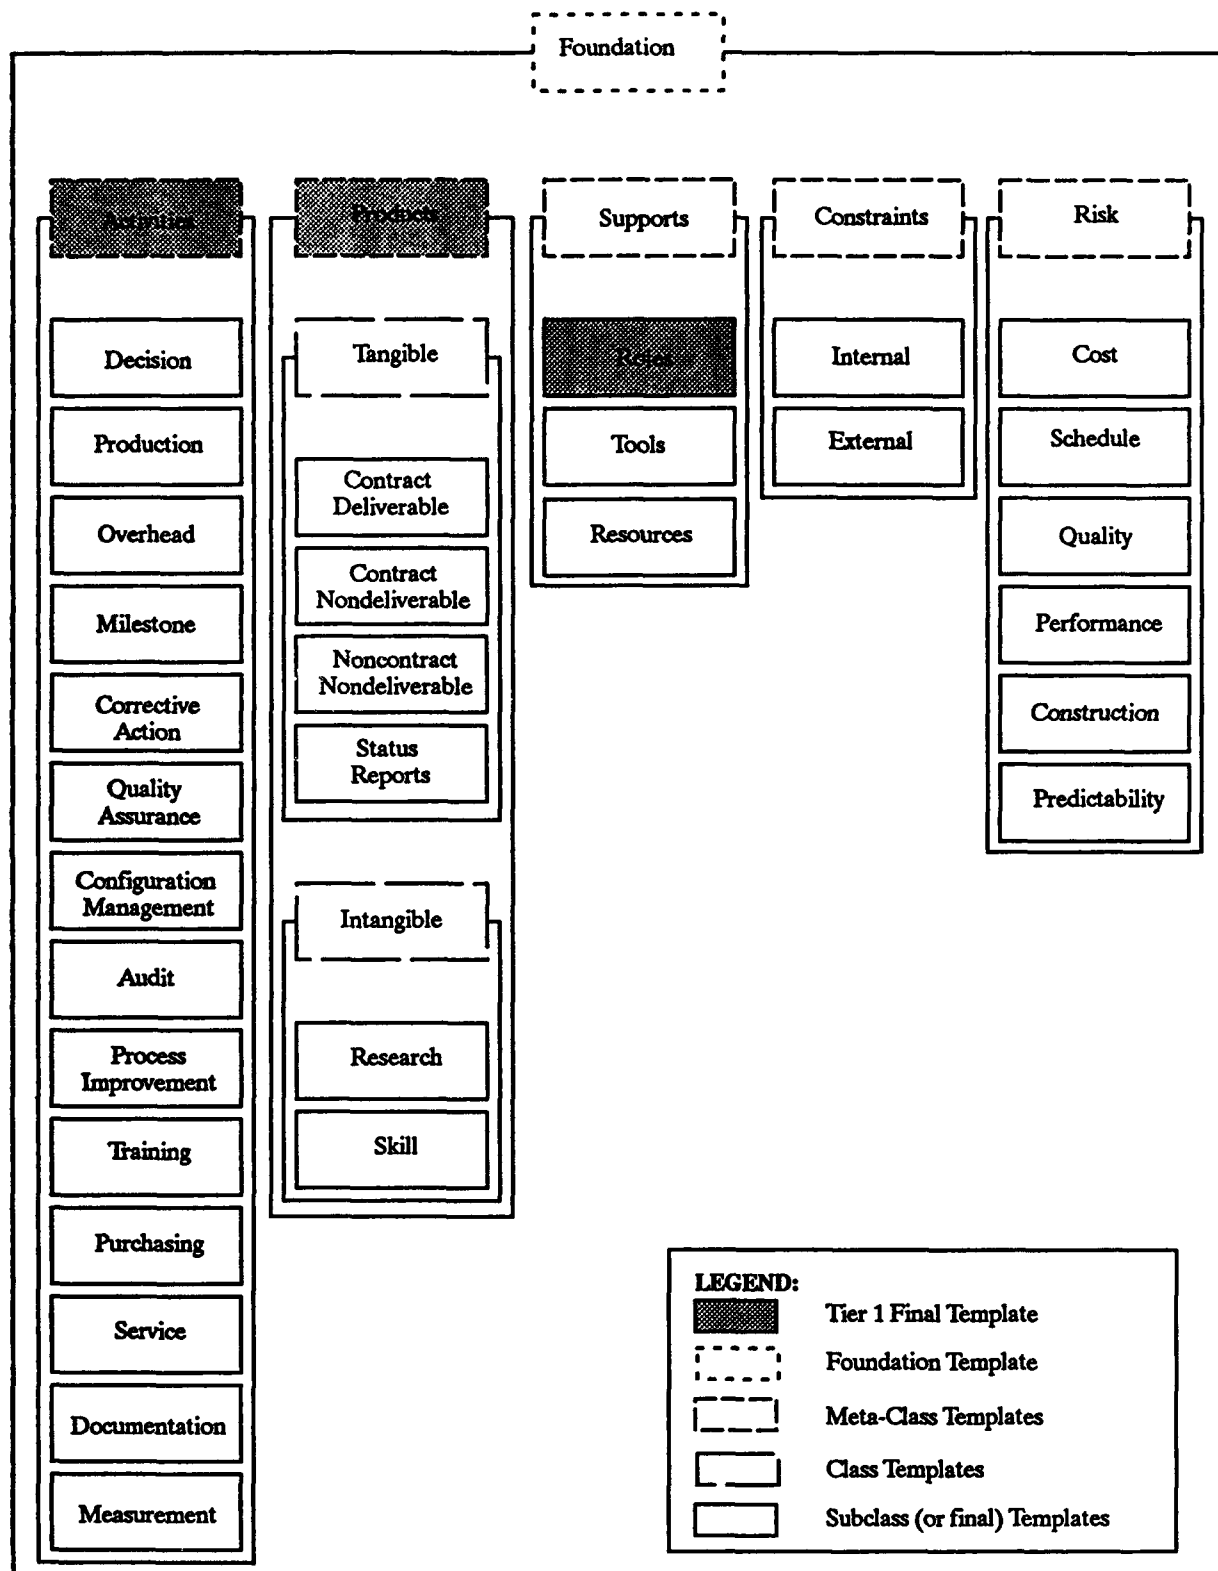 Foundation
Activities
Products
Supports
Constraints
Risk
Decision
Production
Overhead
Milestone
Corrective
Action
Quality
Assurance
Configuration
Management
Audit
Process
Improvement
Training
Purchasing
Service
Documentation
Measurement
Tangible
Contract
Deliverable
Contract
Nondeliverable
Noncontract
Nondeliverable
Status
Reports
Intangible
Research
Skill
Roles
Tools
Resources
Internal
External
Cost
Schedule
Quality
Performance
Construction
Predictability
LEGEND:
Tier 1 Final Template
Foundation Template
Meta-Class Templates
Class Templates
Subclass (or final) Templates